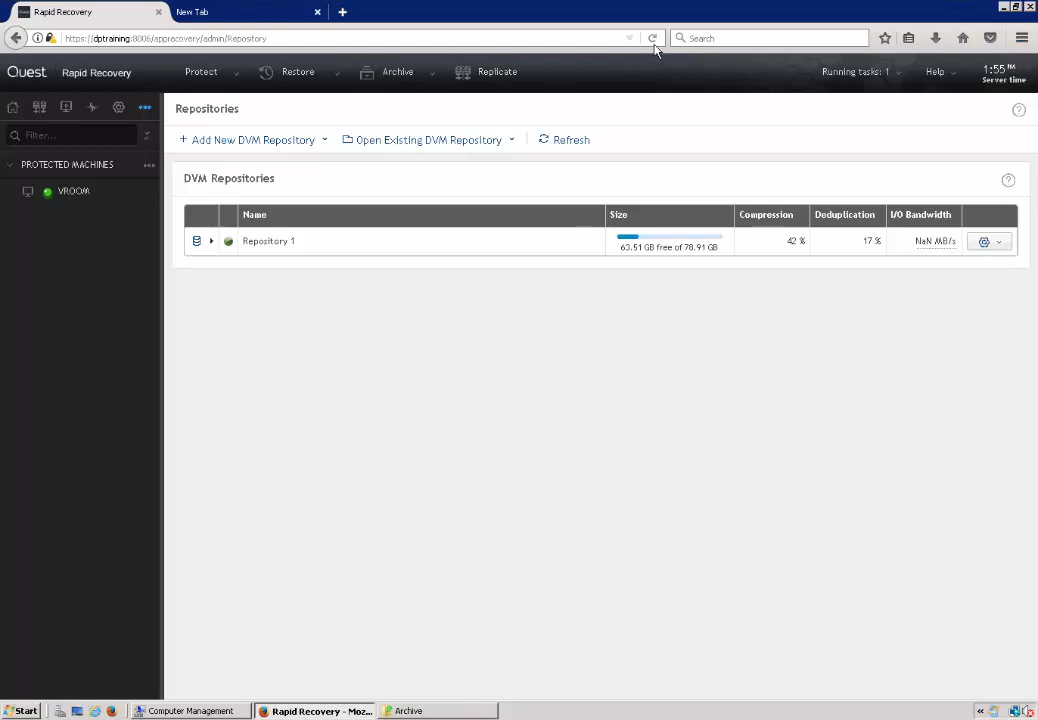 Rapid Recovery
New Tab
https://dptraining:8006/apprecovery/admin/Repository
Search
Quest Rapid Recovery
Protect
Restore
Archive
Replicate
Running tasks: 1
Help
1:55 PM
Server time
Filter...
PROTECTED MACHINES
VROOM
Repositories
+ Add New DVM Repository
Open Existing DVM Repository
Refresh
DVM Repositories
Name Size Compression Deduplication I/O Bandwidth
Repository 1 63.51 GB free of 78.91 GB 42 % 17 % NaN MB/s
Start
Computer Management
Rapid Recovery - Moz...
Archive